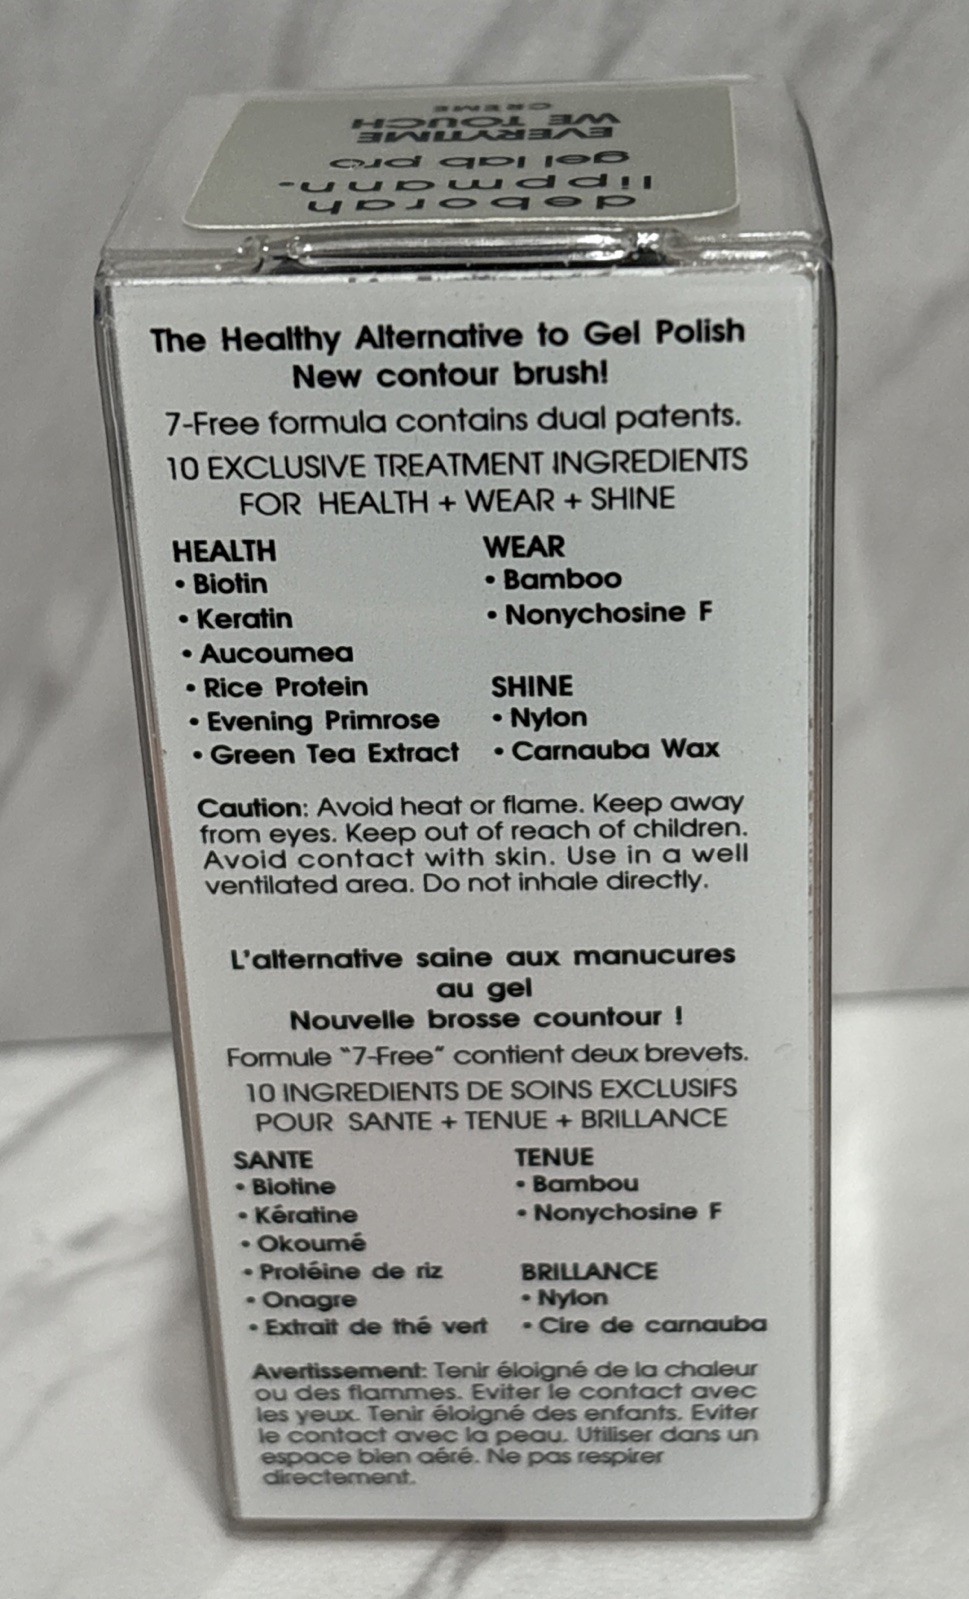 deborah
lippmann-
gel lab pro
EVERYTIME
WE TOUCH
CREME
The Healthy Alternative to Gel Polish
New contour brush!
7-Free formula contains dual patents.
10 EXCLUSIVE TREATMENT INGREDIENTS
FOR HEALTH + WEAR + SHINE
HEALTH
• Biotin
• Keratin
• Aucoumea
• Rice Protein
• Evening Primrose
• Green Tea Extract
WEAR
• Bamboo
• Nonychosine F
SHINE
• Nylon
• Carnauba Wax
Caution: Avoid heat or flame. Keep away
from eyes. Keep out of reach of children.
Avoid contact with skin. Use in a well
ventilated area. Do not inhale directly.
L'alternative saine aux manucures
au gel
Nouvelle brosse countour !
Formule "7-Free" contient deux brevets.
10 INGREDIENTS DE SOINS EXCLUSIFS
POUR SANTE + TENUE + BRILLANCE
SANTE
• Biotine
• Kératine
• Okoumé
• Protéine de riz
• Onagre
• Extrait de thé vert
TENUE
• Bambou
• Nonychosine F
BRILLANCE
• Nylon
• Cire de carnauba
Avertissement: Tenir éloigné de la chaleur
ou des flammes. Eviter le contact avec
les yeux. Tenir éloigné des enfants. Eviter
le contact avec la peau. Utiliser dans un
espace bien aéré. Ne pas respirer
directement.